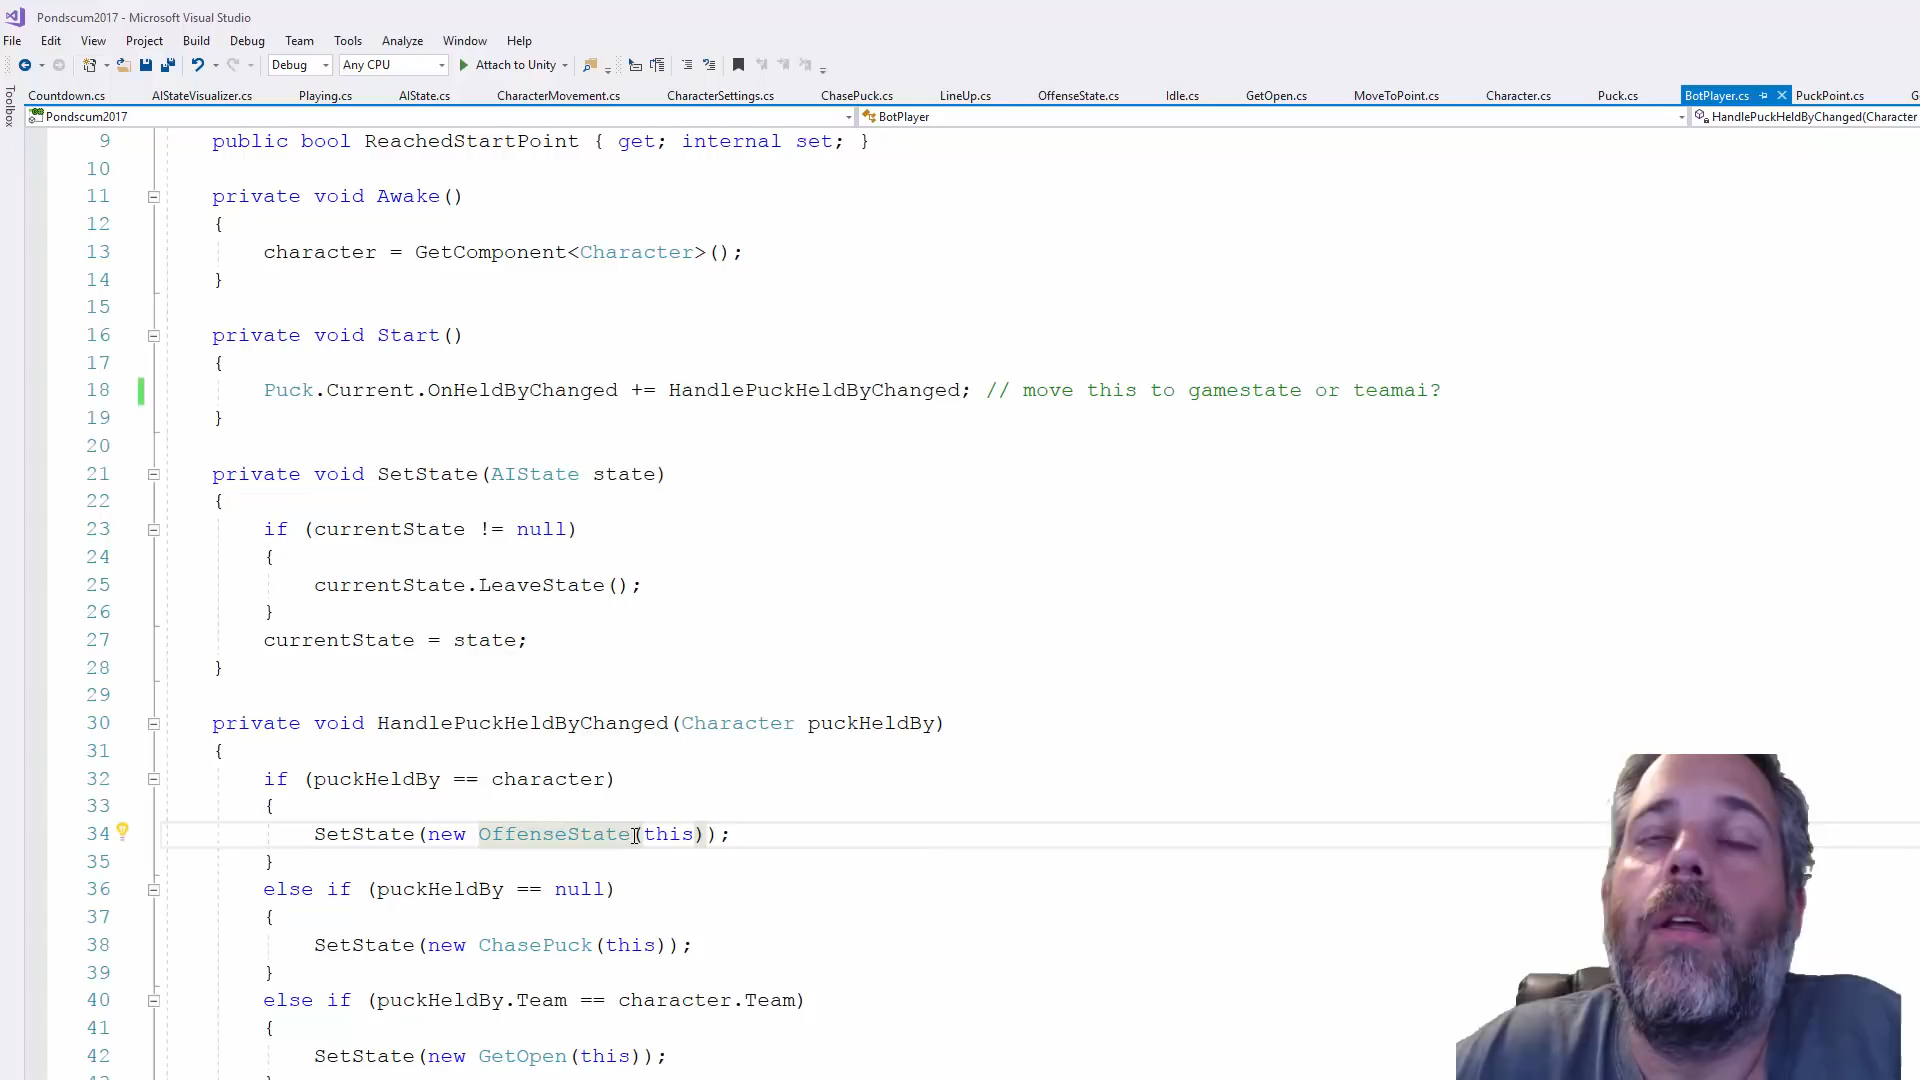 Pondscum2017 - Microsoft Visual Studio
File Edit View Project Build Debug Team Tools Analyze Window Help
Debug Any CPU Attach to Unity
Toolbox
Countdown.cs AIStateVisualizer.cs Playing.cs AIState.cs CharacterMovement.cs CharacterSettings.cs ChasePuck.cs LineUp.cs OffenseState.cs Idle.cs GetOpen.cs MoveToPoint.cs Character.cs Puck.cs BotPlayer.cs PuckPoint.cs
Pondscum2017 BotPlayer HandlePuckHeldByChanged(Character
9 public bool ReachedStartPoint { get; internal set; }
10
11 private void Awake()
12 {
13 character = GetComponent<Character>();
14 }
15
16 private void Start()
17 {
18 Puck.Current.OnHeldByChanged += HandlePuckHeldByChanged; // move this to gamestate or teamai?
19 }
20
21 private void SetState(AIState state)
22 {
23 if (currentState != null)
24 {
25 currentState.LeaveState();
26 }
27 currentState = state;
28 }
29
30 private void HandlePuckHeldByChanged(Character puckHeldBy)
31 {
32 if (puckHeldBy == character)
33 {
34 SetState(new OffenseState(this));
35 }
36 else if (puckHeldBy == null)
37 {
38 SetState(new ChasePuck(this));
39 }
40 else if (puckHeldBy.Team == character.Team)
41 {
42 SetState(new GetOpen(this));